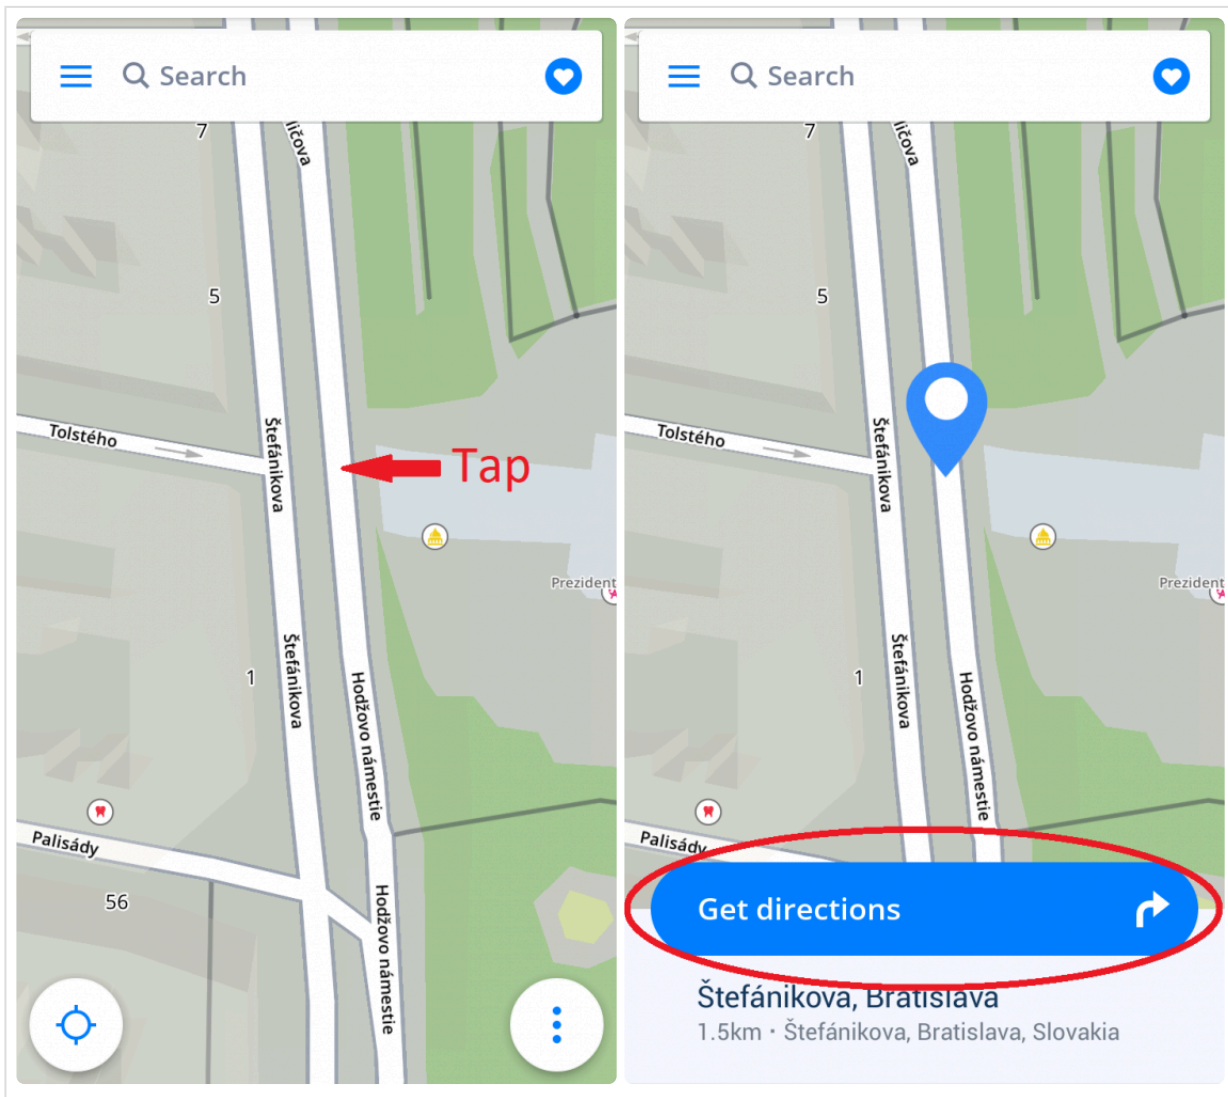 Search
7
ličova
5
Tolstého
Štefánikova
Tap
Prezident
Štefánikova
1
Hodžovo námestie
Palisády
56
Hodžovo námestie
Search
7
ličova
5
Tolstého
Štefánikova
Prezident
Štefánikova
1
Hodžovo námestie
Palisády
Get directions
Štefánikova, Bratislava
1.5km · Štefánikova, Bratislava, Slovakia